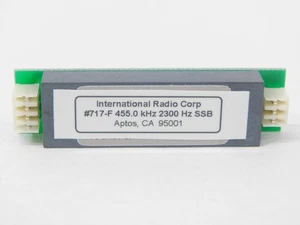 International Radio Corp
#717-F 455.0 kHz 2300 Hz SSB
Aptos, CA 95001